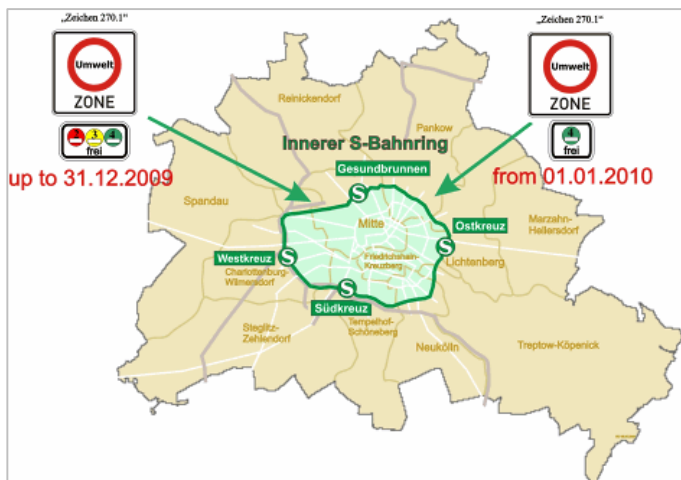 „Zeichen 270.1“
„Zeichen 270.1“
Umwelt
ZONE
2 3 4
frei
up to 31.12.2009
Umwelt
ZONE
4
frei
from 01.01.2010
Reinickendorf
Pankow
Innerer S-Bahnring
Gesundbrunnen
S
Spandau
Mitte
Ostkreuz
S
Marzahn-
Hellersdorf
Westkreuz
S
Friedrichshain-
Kreuzberg
Lichtenberg
Charlottenburg-
Wilmersdorf
S
Südkreuz
Steglitz-
Zehlendorf
Tempelhof-
Schöneberg
Neukölln
Treptow-Köpenick